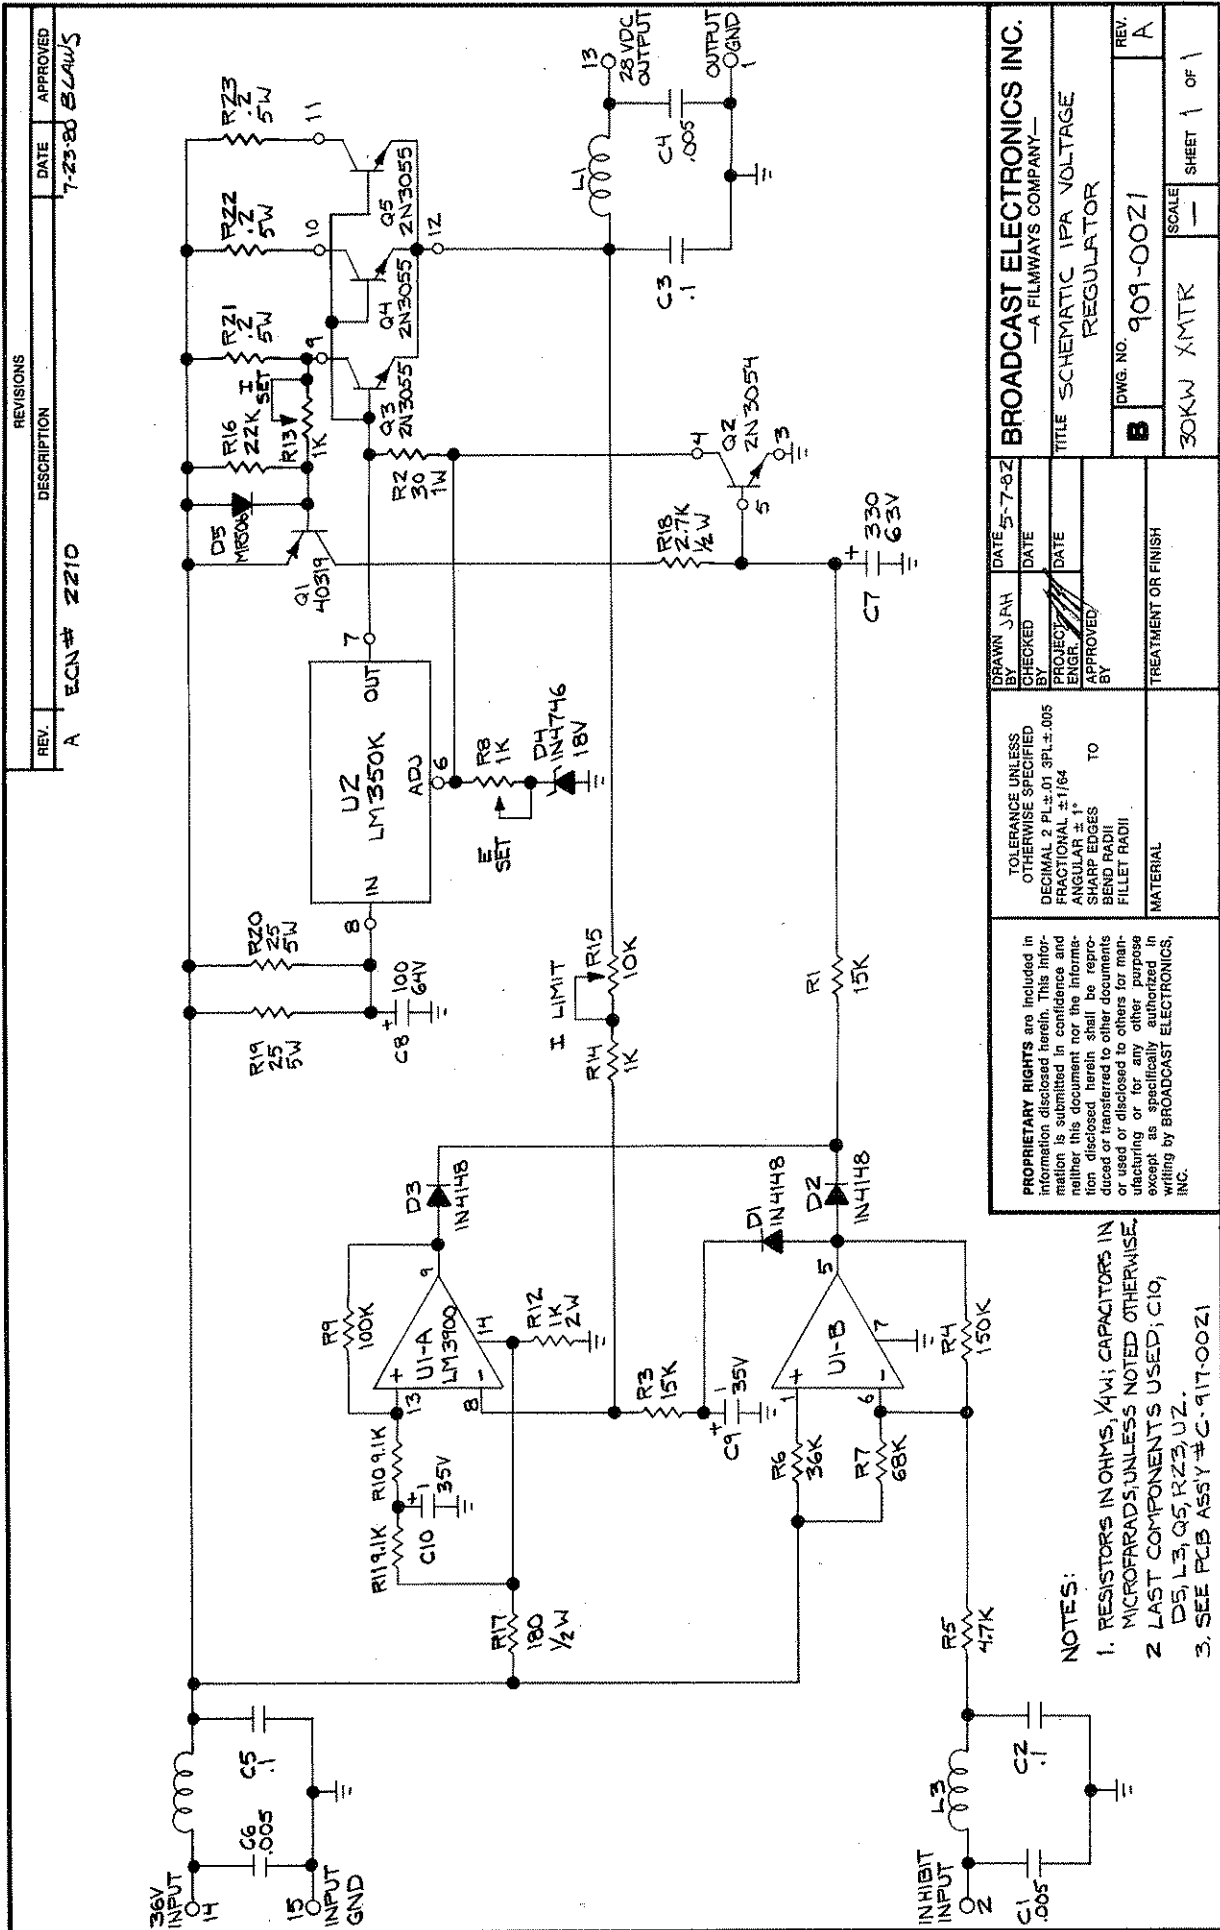 REVISIONS
REV.
DESCRIPTION
DATE
APPROVED
A
ECN# 2210
7-23-80
BLAWS
36V
INPUT
14
15
INPUT
GND
C6
.005
C5
.1
R19
25
5W
R20
25
5W
C8
+
100
64V
8
IN
U2
LM350K
OUT
ADJ
7
6
E
SET
R8
1K
D4
1N4746
18V
Q1
40319
D5
MR506
R16
22K
R13
1K
I
SET
R21
.2
5W
R22
.2
5W
R23
.2
5W
9
10
11
Q3
2N3055
Q4
2N3055
Q5
2N3055
12
R2
30
1W
L1
13
28 VDC
OUTPUT
C3
.1
C4
.005
OUTPUT
GND
1
4
Q2
2N3054
3
5
R18
2.7K
½W
C7
+
330
63V
R17
180
½W
R11 9.1K
R10 9.1K
C10
+
1
35V
R9
100K
13
+
U1-A
LM3900
-
8
9
14
R12
1K
2W
D3
1N4148
R14
1K
I LIMIT
R15
10K
R3
15K
C9
+
1
35V
D1
1N4148
D2
1N4148
R1
15K
R6
36K
R7
68K
1
+
U1-B
-
6
5
7
R4
150K
R5
4.7K
INHIBIT
INPUT
2
L3
C1
.005
C2
.1
NOTES:
1. RESISTORS IN OHMS, ¼W; CAPACITORS IN
MICROFARADS, UNLESS NOTED OTHERWISE.
2 LAST COMPONENTS USED; C10,
D5, L3, Q5, R23, U2.
3. SEE PCB ASS'Y #C-917-0021
PROPRIETARY RIGHTS are included in
information disclosed herein. This infor-
mation is submitted in confidence and
neither this document nor the informa-
tion disclosed herein shall be repro-
duced or transferred to other documents
or used or disclosed to others for man-
ufacturing or for any other purpose
except as specifically authorized in
writing by BROADCAST ELECTRONICS,
INC.
TOLERANCE UNLESS
OTHERWISE SPECIFIED
DECIMAL 2 PL±.01 3PL±.005
FRACTIONAL ±1/64
ANGULAR ± 1°
SHARP EDGES TO
BEND RADII
FILLET RADII
MATERIAL
DRAWN
BY
JAH
DATE
5-7-82
CHECKED
BY
DATE
PROJECT
ENGR.
DATE
APPROVED
BY
TREATMENT OR FINISH
BROADCAST ELECTRONICS INC.
—A FILMWAYS COMPANY—
TITLE SCHEMATIC IPA VOLTAGE
REGULATOR
B
DWG. NO.
909-0021
REV.
A
30KW XMTR
SCALE
—
SHEET 1 OF 1